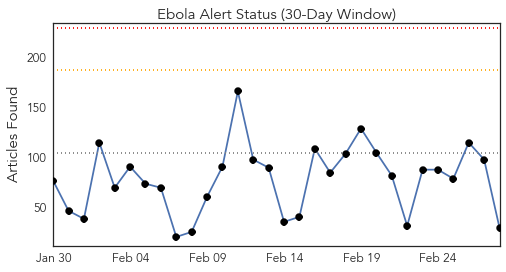 Ebola Alert Status (30-Day Window)
Articles Found
200
150
100
50
Jan 30 Feb 04 Feb 09 Feb 14 Feb 19 Feb 24